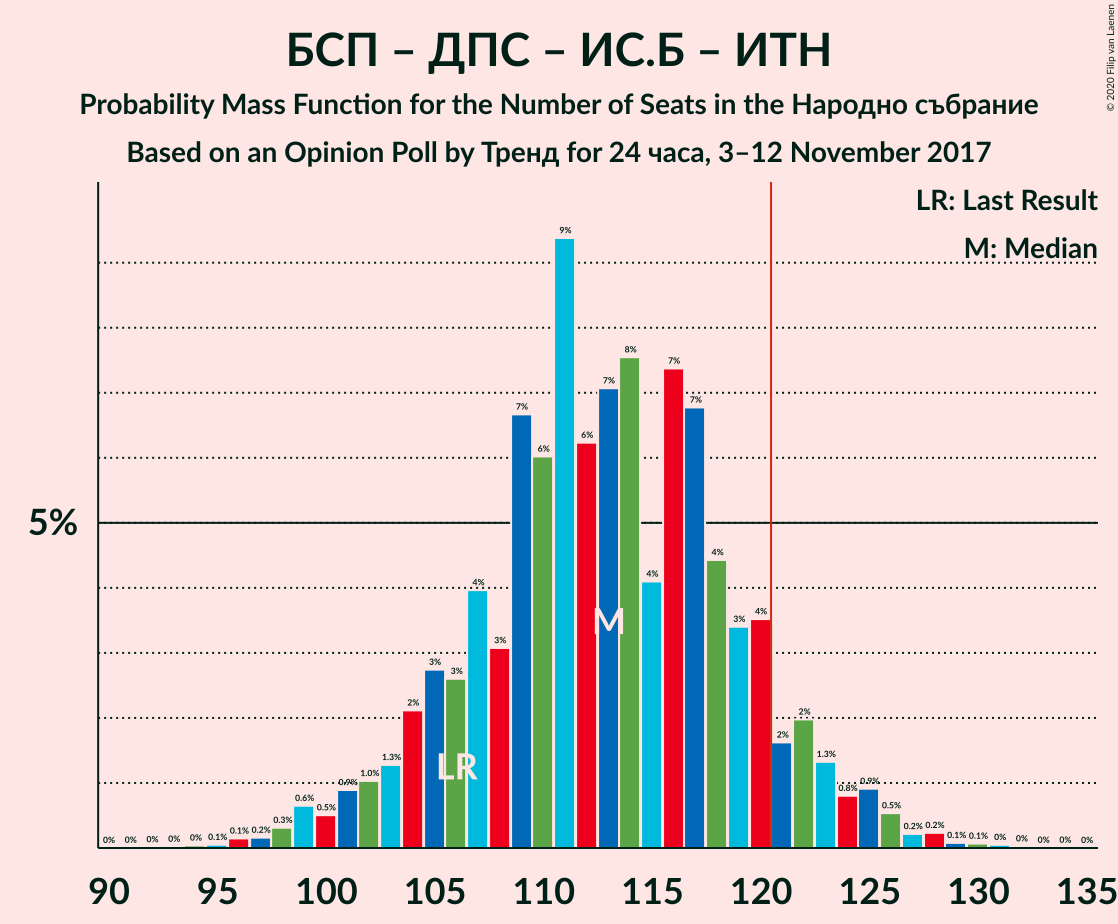 БСП – ДПС – ИС.Б – ИТН
Probability Mass Function for the Number of Seats in the Народно събрание
Based on an Opinion Poll by Тренд for 24 часа, 3–12 November 2017
© 2020 Filip van Laenen
LR: Last Result
M: Median
5%
0% 0% 0% 0% 0% 0.1% 0.1% 0.2% 0.3% 0.6% 0.5% 0.9% 1.0% 1.3% 2% 3% 3% 4% 3% 7% 6% 9% 6% 7% 8% 4% 7% 7% 4% 3% 4% 2% 2% 1.3% 0.8% 0.9% 0.5% 0.2% 0.2% 0.1% 0.1% 0% 0% 0% 0% 0%
M
LR
90 95 100 105 110 115 120 125 130 135